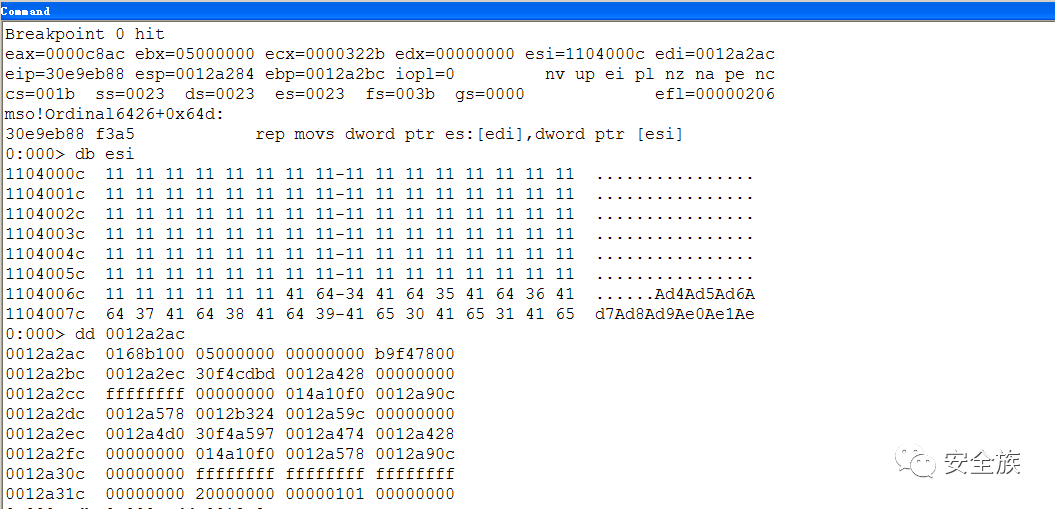 Command
Breakpoint 0 hit
eax=0000c8ac ebx=05000000 ecx=0000322b edx=00000000 esi=1104000c edi=0012a2ac
eip=30e9eb88 esp=0012a284 ebp=0012a2bc iopl=0         nv up ei pl nz na pe nc
cs=001b  ss=0023  ds=0023  es=0023  fs=003b  gs=0000             efl=00000206
mso!Ordinal6426+0x64d:
30e9eb88 f3a5            rep movs dword ptr es:[edi],dword ptr [esi]
0:000> db esi
1104000c  11 11 11 11 11 11 11 11-11 11 11 11 11 11 11 11  ................
1104001c  11 11 11 11 11 11 11 11-11 11 11 11 11 11 11 11  ................
1104002c  11 11 11 11 11 11 11 11-11 11 11 11 11 11 11 11  ................
1104003c  11 11 11 11 11 11 11 11-11 11 11 11 11 11 11 11  ................
1104004c  11 11 11 11 11 11 11 11-11 11 11 11 11 11 11 11  ................
1104005c  11 11 11 11 11 11 11 11-11 11 11 11 11 11 11 11  ................
1104006c  11 11 11 11 11 11 41 64-34 41 64 35 41 64 36 41  ......Ad4Ad5Ad6A
1104007c  64 37 41 64 38 41 64 39-41 65 30 41 65 31 41 65  d7Ad8Ad9Ae0Ae1Ae
0:000> dd 0012a2ac
0012a2ac  0168b100 05000000 00000000 b9f47800
0012a2bc  0012a2ec 30f4cdbd 0012a428 00000000
0012a2cc  ffffffff 00000000 014a10f0 0012a90c
0012a2dc  0012a578 0012b324 0012a59c 00000000
0012a2ec  0012a4d0 30f4a597 0012a474 0012a428
0012a2fc  00000000 014a10f0 0012a578 0012a90c
0012a30c  00000000 ffffffff ffffffff ffffffff
0012a31c  00000000 20000000 00000101 00000000
安全族